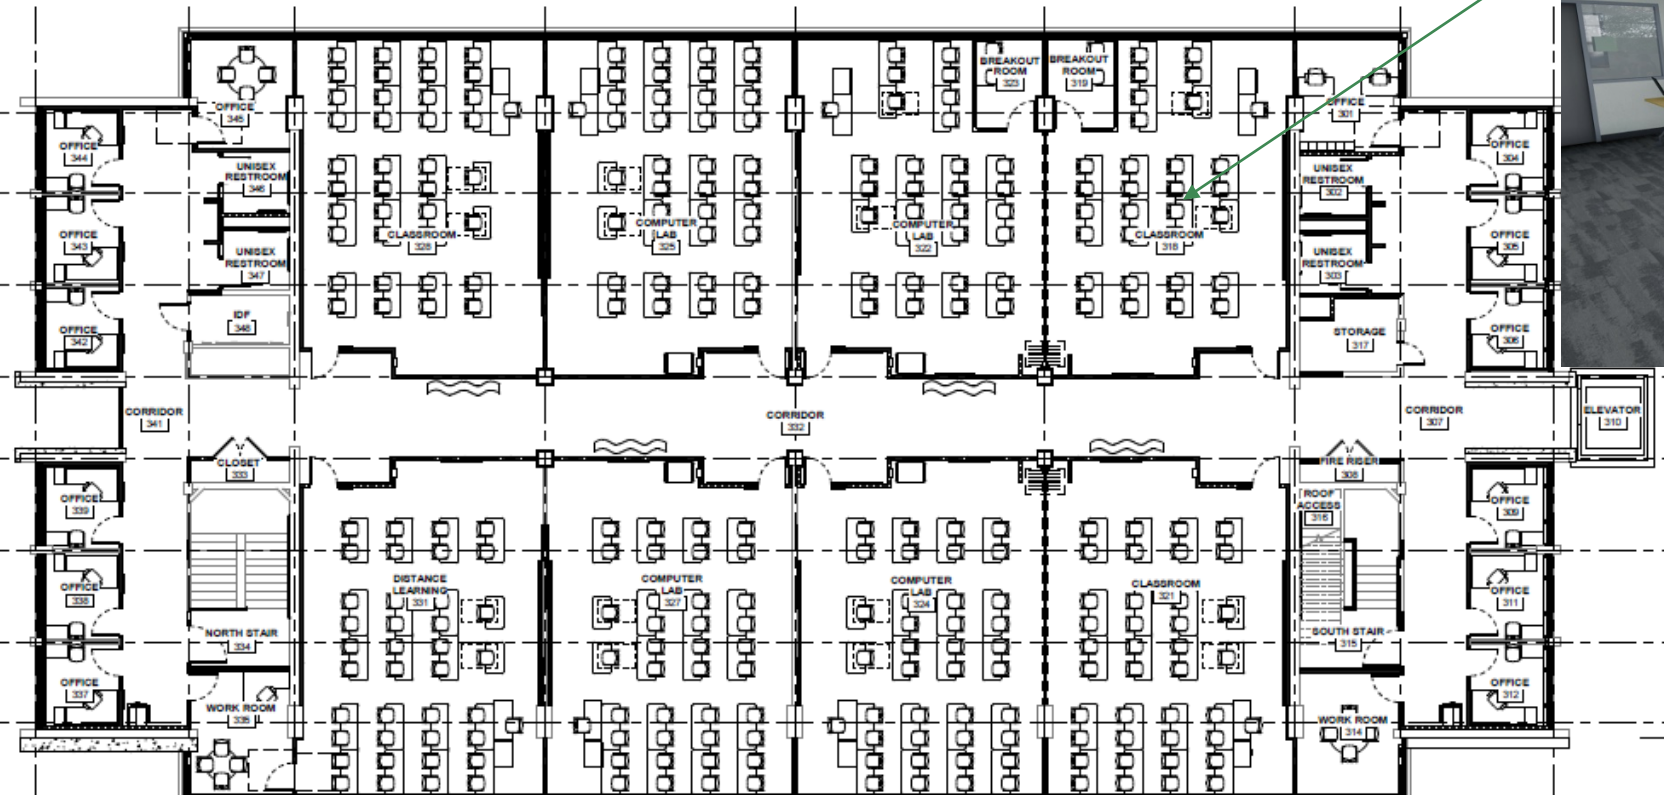 OFFICE
345
BREAKOUT
ROOM
323
BREAKOUT
ROOM
319
OFFICE
301
OFFICE
344
UNISEX
RESTROOM
346
UNISEX
RESTROOM
302
OFFICE
304
OFFICE
343
CLASSROOM
328
COMPUTER
LAB
325
COMPUTER
LAB
322
CLASSROOM
318
OFFICE
305
UNISEX
RESTROOM
347
UNISEX
RESTROOM
303
OFFICE
342
IDF
348
STORAGE
317
OFFICE
306
CORRIDOR
341
CORRIDOR
332
CORRIDOR
307
ELEVATOR
310
CLOSET
333
FIRE RISER
308
OFFICE
339
ROOF
ACCESS
316
OFFICE
309
OFFICE
338
DISTANCE
LEARNING
331
COMPUTER
LAB
327
COMPUTER
LAB
324
CLASSROOM
321
OFFICE
311
NORTH STAIR
334
SOUTH STAIR
315
OFFICE
337
WORK ROOM
335
WORK ROOM
314
OFFICE
312